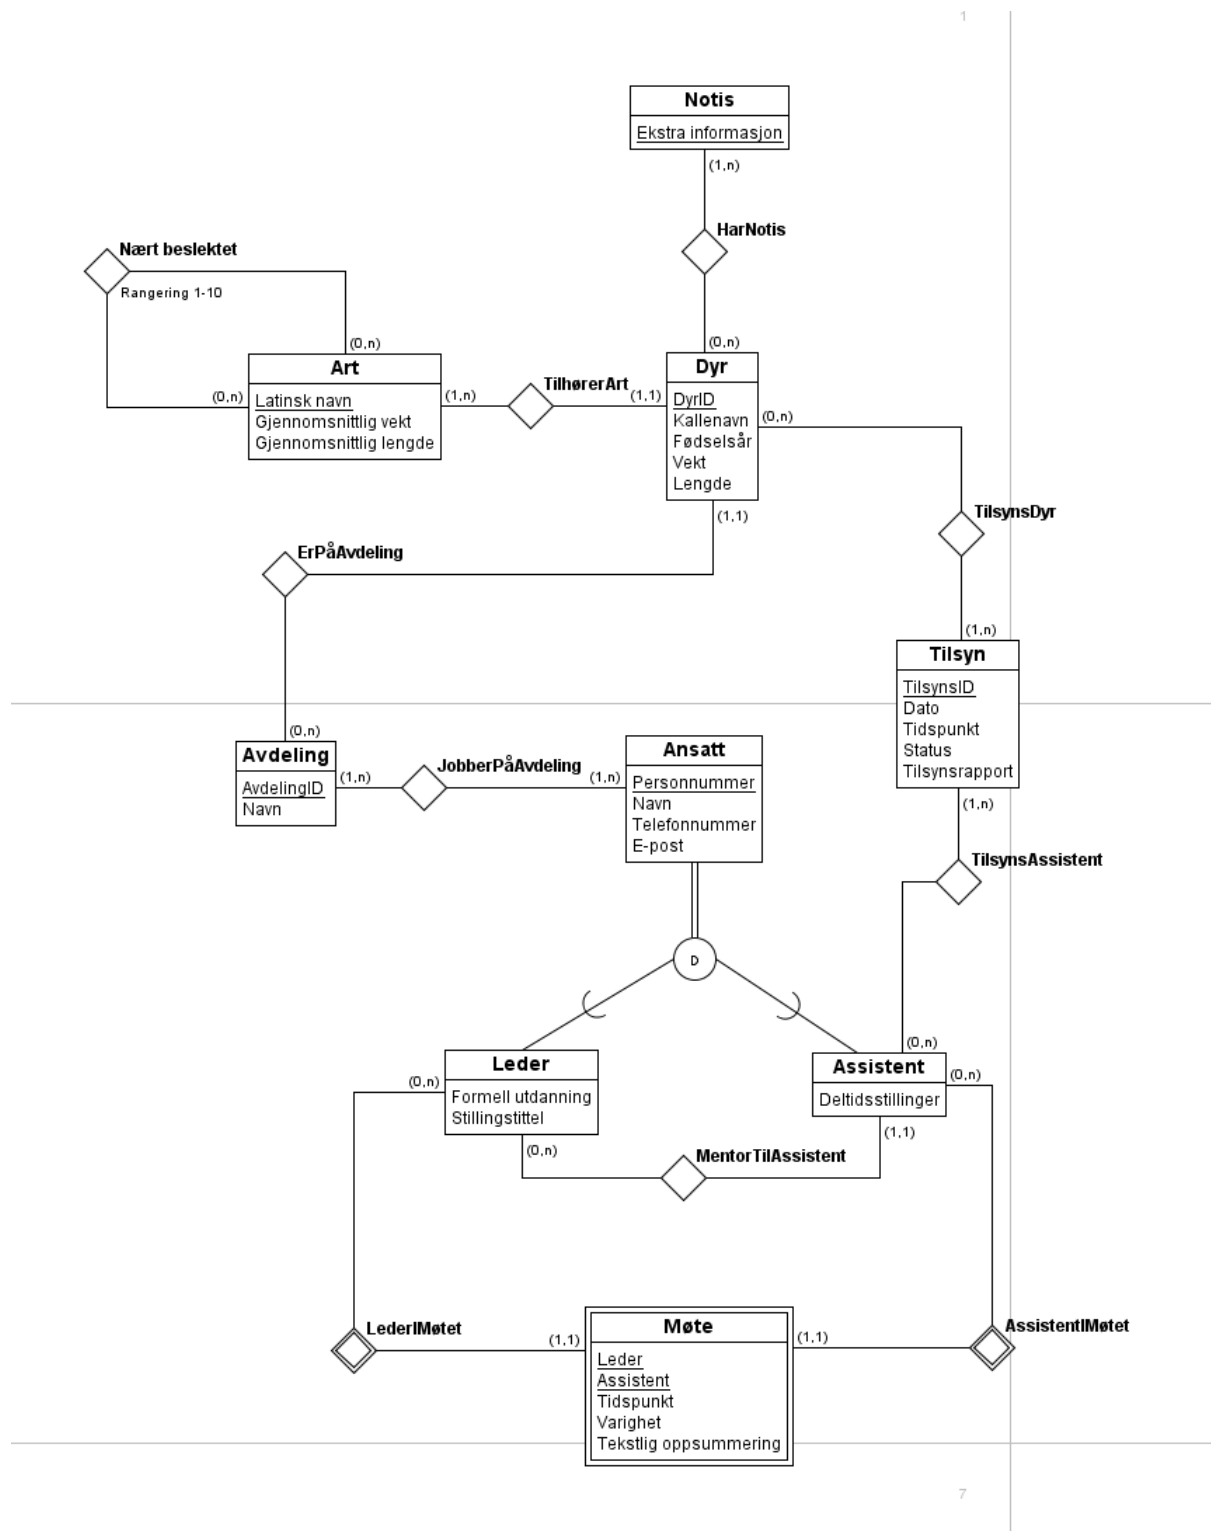 1
Notis
Ekstra informasjon
(1,n)
HarNotis
Nært beslektet
Rangering 1-10
(0,n)
(0,n)
Art
(0,n)
Latinsk navn
Gjennomsnittlig vekt
Gjennomsnittlig lengde
(1,n)
TilhørerArt
(1,1)
Dyr
DyrID
Kallenavn
Fødselsår
Vekt
Lengde
(0,n)
(1,1)
TilsynsDyr
ErPåAvdeling
(1,n)
Tilsyn
TilsynsID
Dato
Tidspunkt
Status
Tilsynsrapport
(0,n)
Avdeling
AvdelingID
Navn
(1,n)
JobberPåAvdeling
(1,n)
Ansatt
Personnummer
Navn
Telefonnummer
E-post
(1,n)
TilsynsAssistent
D
(0,n)
Leder
Formell utdanning
Stillingstittel
(0,n)
(0,n)
Assistent
Deltidsstillinger
(0,n)
(1,1)
MentorTilAssistent
LederIMøtet
(1,1)
Møte
Leder
Assistent
Tidspunkt
Varighet
Tekstlig oppsummering
(1,1)
AssistentIMøtet
7